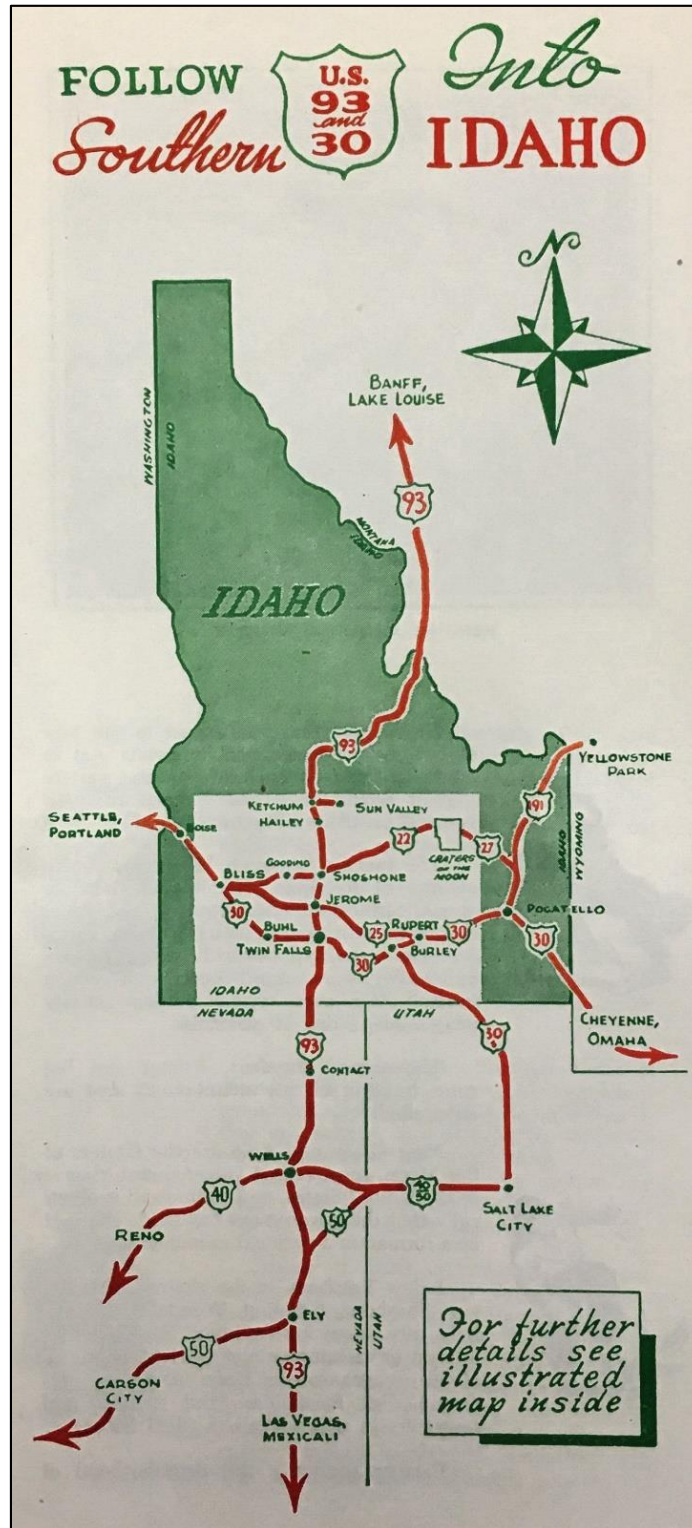 FOLLOW
U.S.
93
and
30
Into
Southern
IDAHO
N
BANFF,
LAKE LOUISE
WASHINGTON
IDAHO
93
MONTANA
IDAHO
IDAHO
93
YELLOWSTONE
PARK
191
KETCHUM
SUN VALLEY
HAILEY
SEATTLE,
PORTLAND
BOISE
22
CRATERS
OF THE
MOON
27
IDAHO
WYOMING
GOODING
BLISS
SHOSHONE
JEROME
POCATELLO
30
BUHL
25
RUPERT
30
30
TWIN FALLS
30
BURLEY
IDAHO
NEVADA
UTAH
CHEYENNE,
OMAHA
93
30
S
CONTACT
WELLS
40
50
40
50
SALT LAKE
CITY
RENO
ELY
NEVADA
UTAH
50
93
CARSON
CITY
LAS VEGAS,
MEXICALI
For further
details see
illustrated
map inside